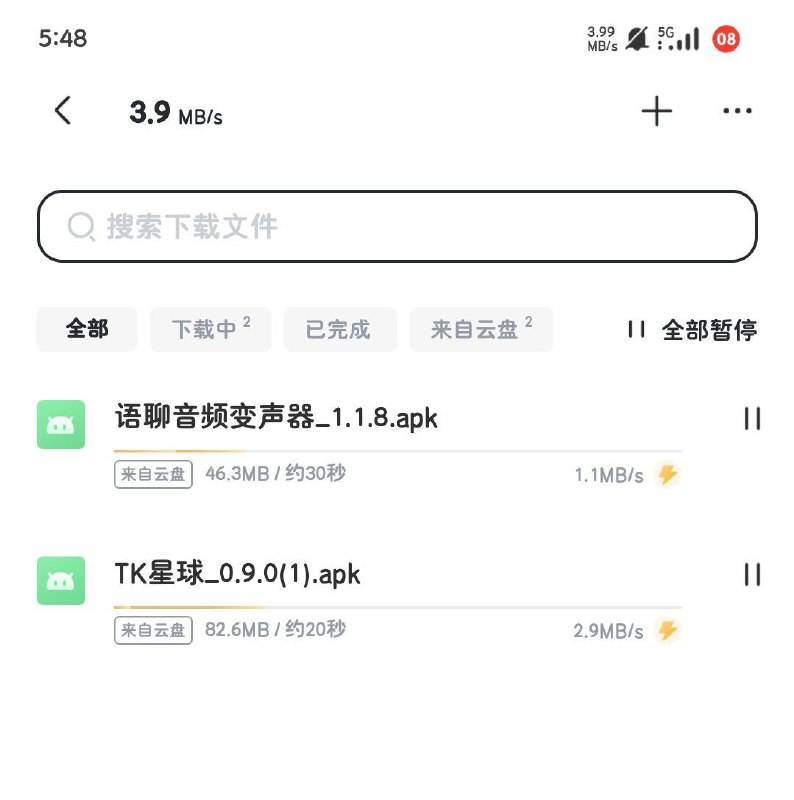 5:48
3.99 MB/s 5G 08
3.9 MB/s
搜索下载文件
全部 下载中 2 已完成 来自云盘 2 全部暂停
语聊音频变声器_1.1.8.apk
来自云盘 46.3MB / 约30秒 1.1MB/s
TK星球_0.9.0(1).apk
来自云盘 82.6MB / 约20秒 2.9MB/s